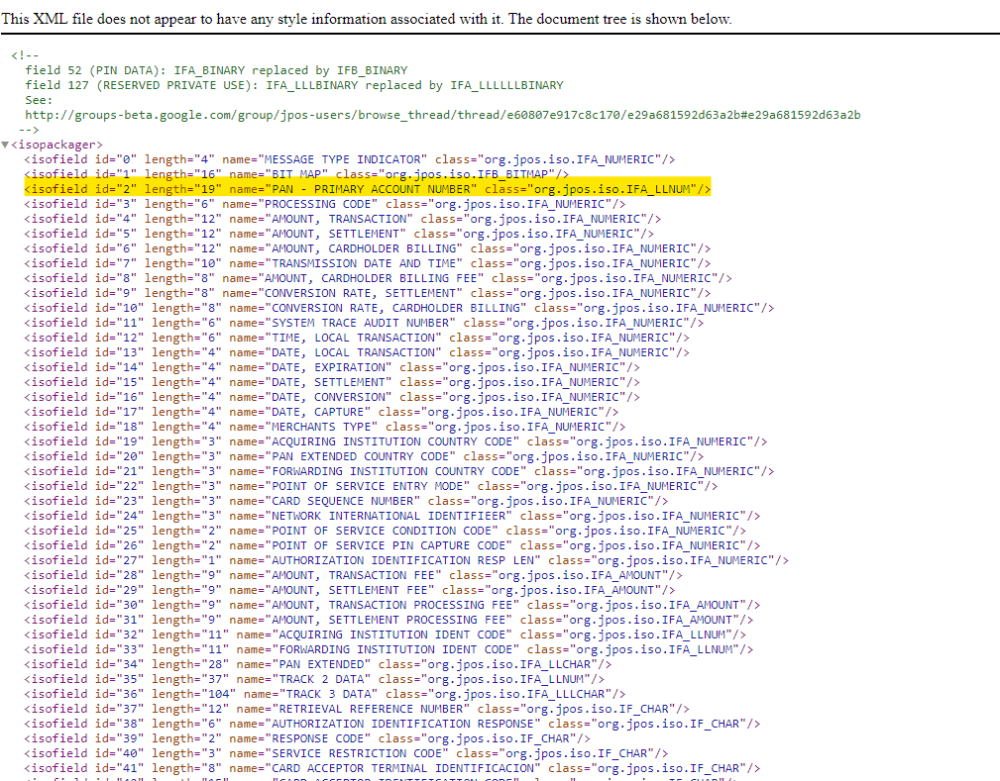 This XML file does not appear to have any style information associated with it. The document tree is shown below.
<!--
field 52 (PIN DATA): IFA_BINARY replaced by IFB_BINARY
field 127 (RESERVED PRIVATE USE): IFA_LLLBINARY replaced by IFA_LLLLLLBINARY
See:
http://groups-beta.google.com/group/jpos-users/browse_thread/thread/e60807e917c8c170/e29a681592d63a2b#e29a681592d63a2b
-->
▼<isopackager>
<isofield id="0" length="4" name="MESSAGE TYPE INDICATOR" class="org.jpos.iso.IFA_NUMERIC"/>
<isofield id="1" length="16" name="BIT MAP" class="org.jpos.iso.IFB_BITMAP"/>
<isofield id="2" length="19" name="PAN - PRIMARY ACCOUNT NUMBER" class="org.jpos.iso.IFA_LLNUM"/>
<isofield id="3" length="6" name="PROCESSING CODE" class="org.jpos.iso.IFA_NUMERIC"/>
<isofield id="4" length="12" name="AMOUNT, TRANSACTION" class="org.jpos.iso.IFA_NUMERIC"/>
<isofield id="5" length="12" name="AMOUNT, SETTLEMENT" class="org.jpos.iso.IFA_NUMERIC"/>
<isofield id="6" length="12" name="AMOUNT, CARDHOLDER BILLING" class="org.jpos.iso.IFA_NUMERIC"/>
<isofield id="7" length="10" name="TRANSMISSION DATE AND TIME" class="org.jpos.iso.IFA_NUMERIC"/>
<isofield id="8" length="8" name="AMOUNT, CARDHOLDER BILLING FEE" class="org.jpos.iso.IFA_NUMERIC"/>
<isofield id="9" length="8" name="CONVERSION RATE, SETTLEMENT" class="org.jpos.iso.IFA_NUMERIC"/>
<isofield id="10" length="8" name="CONVERSION RATE, CARDHOLDER BILLING" class="org.jpos.iso.IFA_NUMERIC"/>
<isofield id="11" length="6" name="SYSTEM TRACE AUDIT NUMBER" class="org.jpos.iso.IFA_NUMERIC"/>
<isofield id="12" length="6" name="TIME, LOCAL TRANSACTION" class="org.jpos.iso.IFA_NUMERIC"/>
<isofield id="13" length="4" name="DATE, LOCAL TRANSACTION" class="org.jpos.iso.IFA_NUMERIC"/>
<isofield id="14" length="4" name="DATE, EXPIRATION" class="org.jpos.iso.IFA_NUMERIC"/>
<isofield id="15" length="4" name="DATE, SETTLEMENT" class="org.jpos.iso.IFA_NUMERIC"/>
<isofield id="16" length="4" name="DATE, CONVERSION" class="org.jpos.iso.IFA_NUMERIC"/>
<isofield id="17" length="4" name="DATE, CAPTURE" class="org.jpos.iso.IFA_NUMERIC"/>
<isofield id="18" length="4" name="MERCHANTS TYPE" class="org.jpos.iso.IFA_NUMERIC"/>
<isofield id="19" length="3" name="ACQUIRING INSTITUTION COUNTRY CODE" class="org.jpos.iso.IFA_NUMERIC"/>
<isofield id="20" length="3" name="PAN EXTENDED COUNTRY CODE" class="org.jpos.iso.IFA_NUMERIC"/>
<isofield id="21" length="3" name="FORWARDING INSTITUTION COUNTRY CODE" class="org.jpos.iso.IFA_NUMERIC"/>
<isofield id="22" length="3" name="POINT OF SERVICE ENTRY MODE" class="org.jpos.iso.IFA_NUMERIC"/>
<isofield id="23" length="3" name="CARD SEQUENCE NUMBER" class="org.jpos.iso.IFA_NUMERIC"/>
<isofield id="24" length="3" name="NETWORK INTERNATIONAL IDENTIFIEER" class="org.jpos.iso.IFA_NUMERIC"/>
<isofield id="25" length="2" name="POINT OF SERVICE CONDITION CODE" class="org.jpos.iso.IFA_NUMERIC"/>
<isofield id="26" length="2" name="POINT OF SERVICE PIN CAPTURE CODE" class="org.jpos.iso.IFA_NUMERIC"/>
<isofield id="27" length="1" name="AUTHORIZATION IDENTIFICATION RESP LEN" class="org.jpos.iso.IFA_NUMERIC"/>
<isofield id="28" length="9" name="AMOUNT, TRANSACTION FEE" class="org.jpos.iso.IFA_AMOUNT"/>
<isofield id="29" length="9" name="AMOUNT, SETTLEMENT FEE" class="org.jpos.iso.IFA_AMOUNT"/>
<isofield id="30" length="9" name="AMOUNT, TRANSACTION PROCESSING FEE" class="org.jpos.iso.IFA_AMOUNT"/>
<isofield id="31" length="9" name="AMOUNT, SETTLEMENT PROCESSING FEE" class="org.jpos.iso.IFA_AMOUNT"/>
<isofield id="32" length="11" name="ACQUIRING INSTITUTION IDENT CODE" class="org.jpos.iso.IFA_LLNUM"/>
<isofield id="33" length="11" name="FORWARDING INSTITUTION IDENT CODE" class="org.jpos.iso.IFA_LLNUM"/>
<isofield id="34" length="28" name="PAN EXTENDED" class="org.jpos.iso.IFA_LLCHAR"/>
<isofield id="35" length="37" name="TRACK 2 DATA" class="org.jpos.iso.IFA_LLNUM"/>
<isofield id="36" length="104" name="TRACK 3 DATA" class="org.jpos.iso.IFA_LLLCHAR"/>
<isofield id="37" length="12" name="RETRIEVAL REFERENCE NUMBER" class="org.jpos.iso.IF_CHAR"/>
<isofield id="38" length="6" name="AUTHORIZATION IDENTIFICATION RESPONSE" class="org.jpos.iso.IF_CHAR"/>
<isofield id="39" length="2" name="RESPONSE CODE" class="org.jpos.iso.IF_CHAR"/>
<isofield id="40" length="3" name="SERVICE RESTRICTION CODE" class="org.jpos.iso.IF_CHAR"/>
<isofield id="41" length="8" name="CARD ACCEPTOR TERMINAL IDENTIFICACION" class="org.jpos.iso.IF_CHAR"/>